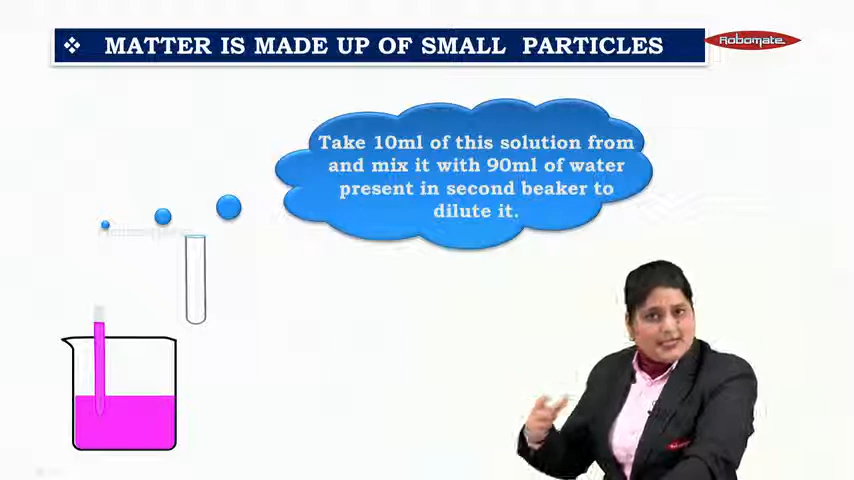 ❖ MATTER IS MADE UP OF SMALL PARTICLES
Robomate
Take 10ml of this solution from
and mix it with 90ml of water
present in second beaker to
dilute it.